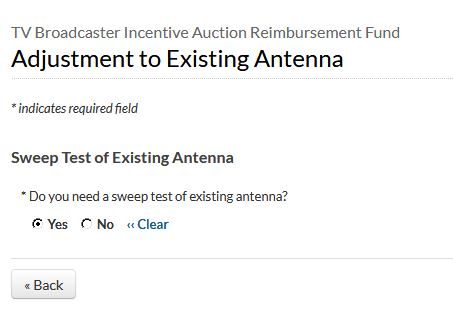 TV Broadcaster Incentive Auction Reimbursement Fund
Adjustment to Existing Antenna
* indicates required field
Sweep Test of Existing Antenna
* Do you need a sweep test of existing antenna?
Yes No ‹‹ Clear
« Back